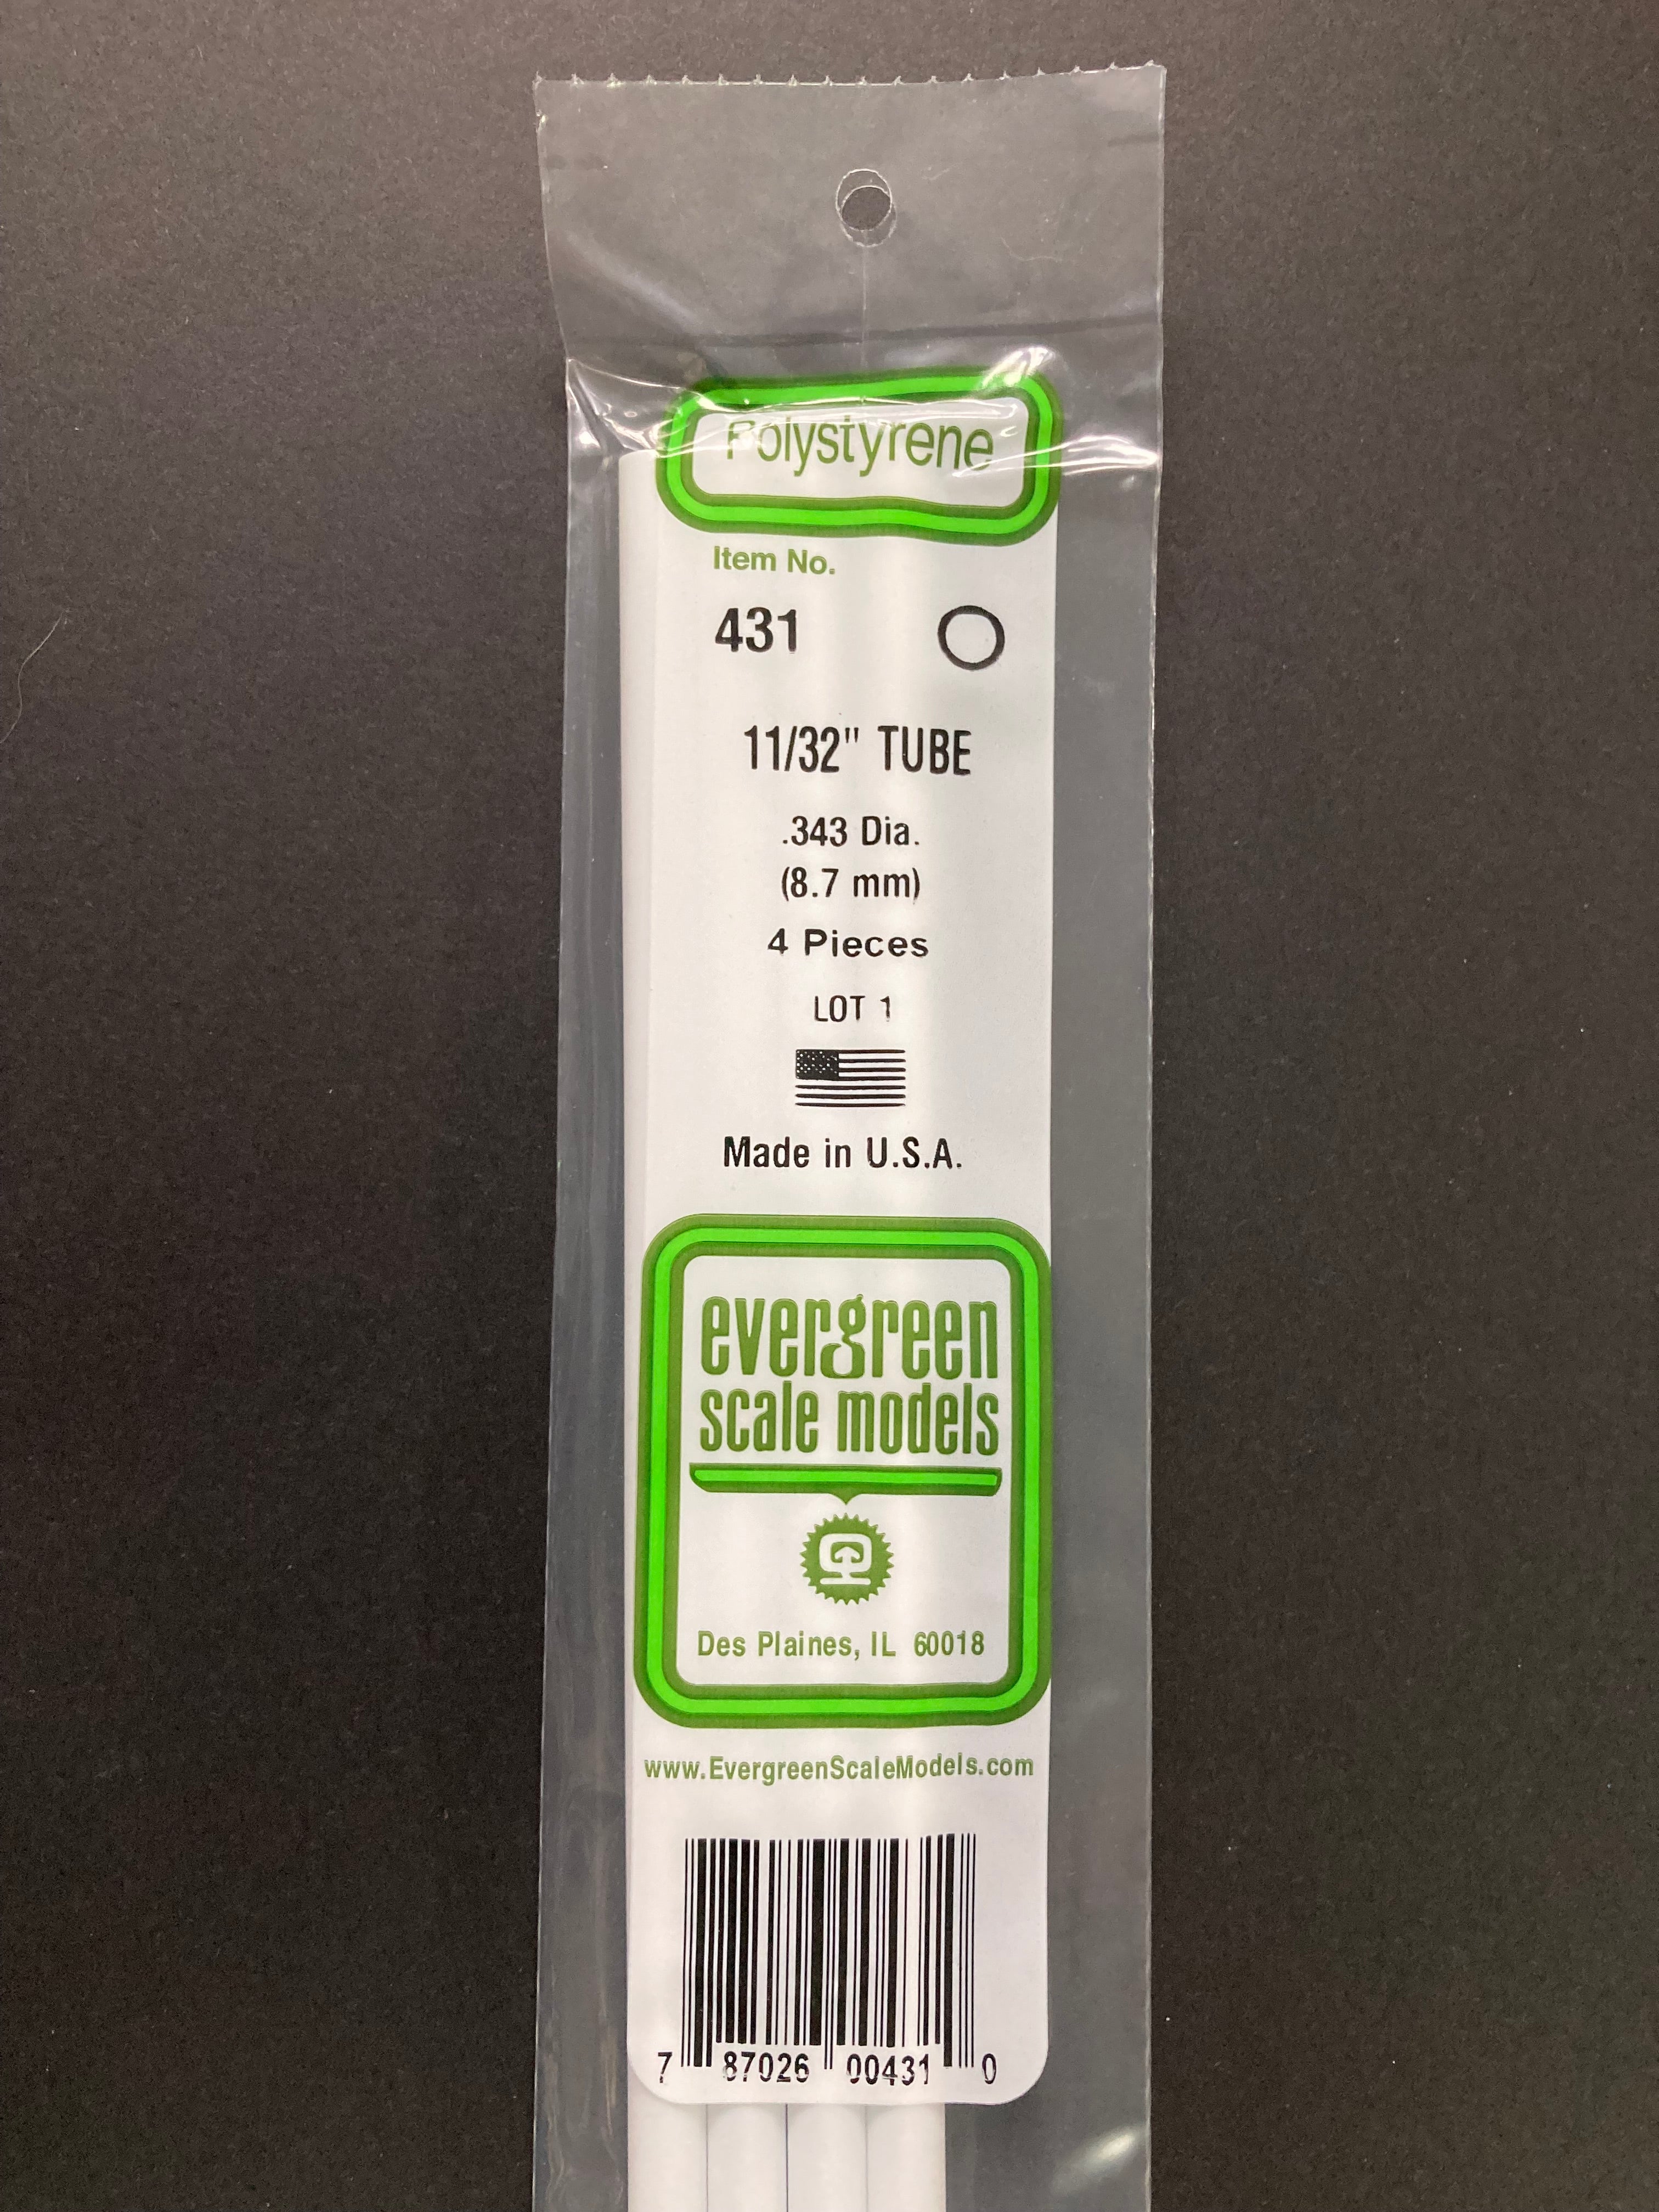 Polystyrene
Item No.
431
11/32" TUBE
.343 Dia.
(8.7 mm)
4 Pieces
LOT 1
Made in U.S.A.
evergreen
scale models
Des Plaines, IL 60018
www.EvergreenScaleModels.com
7 87026 00431 0